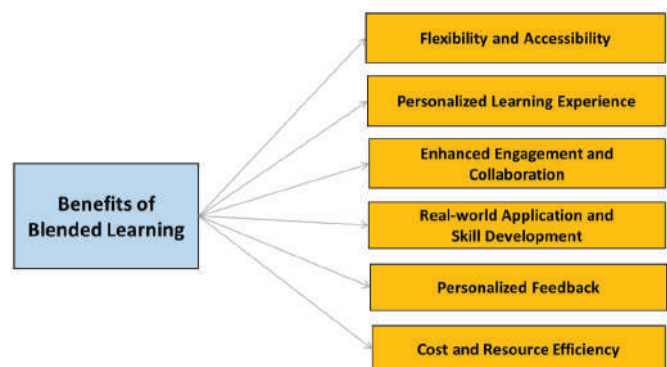 Benefits of
Blended Learning
Flexibility and Accessibility
Personalized Learning Experience
Enhanced Engagement and
Collaboration
Real-world Application and
Skill Development
Personalized Feedback
Cost and Resource Efficiency